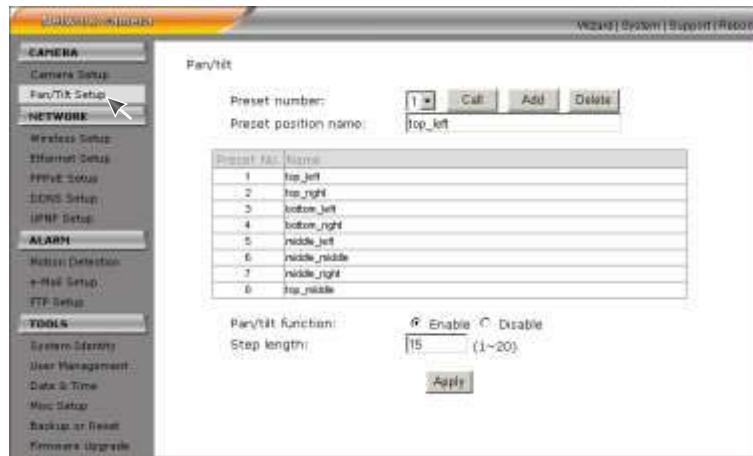 Network Camera
Wizard | System | Support | Reboot
CAMERA
Camera Setup
Pan/Tilt Setup
NETWORK
Wireless Setup
Ethernet Setup
PPPoE Setup
DDNS Setup
UPNP Setup
ALARM
Motion Detection
e-Mail Setup
FTP Setup
TOOLS
System Identity
User Management
Date & Time
Misc Setup
Backup or Reset
Firmware Upgrade
Pan/tilt
Preset number: 1 Call Add Delete
Preset position name: top_left
Preset No. Name
1 top_left
2 top_right
3 bottom_left
4 bottom_right
5 middle_left
6 middle_middle
7 middle_right
8 top_middle
Pan/tilt function: Enable Disable
Step length: 15 (1~20)
Apply